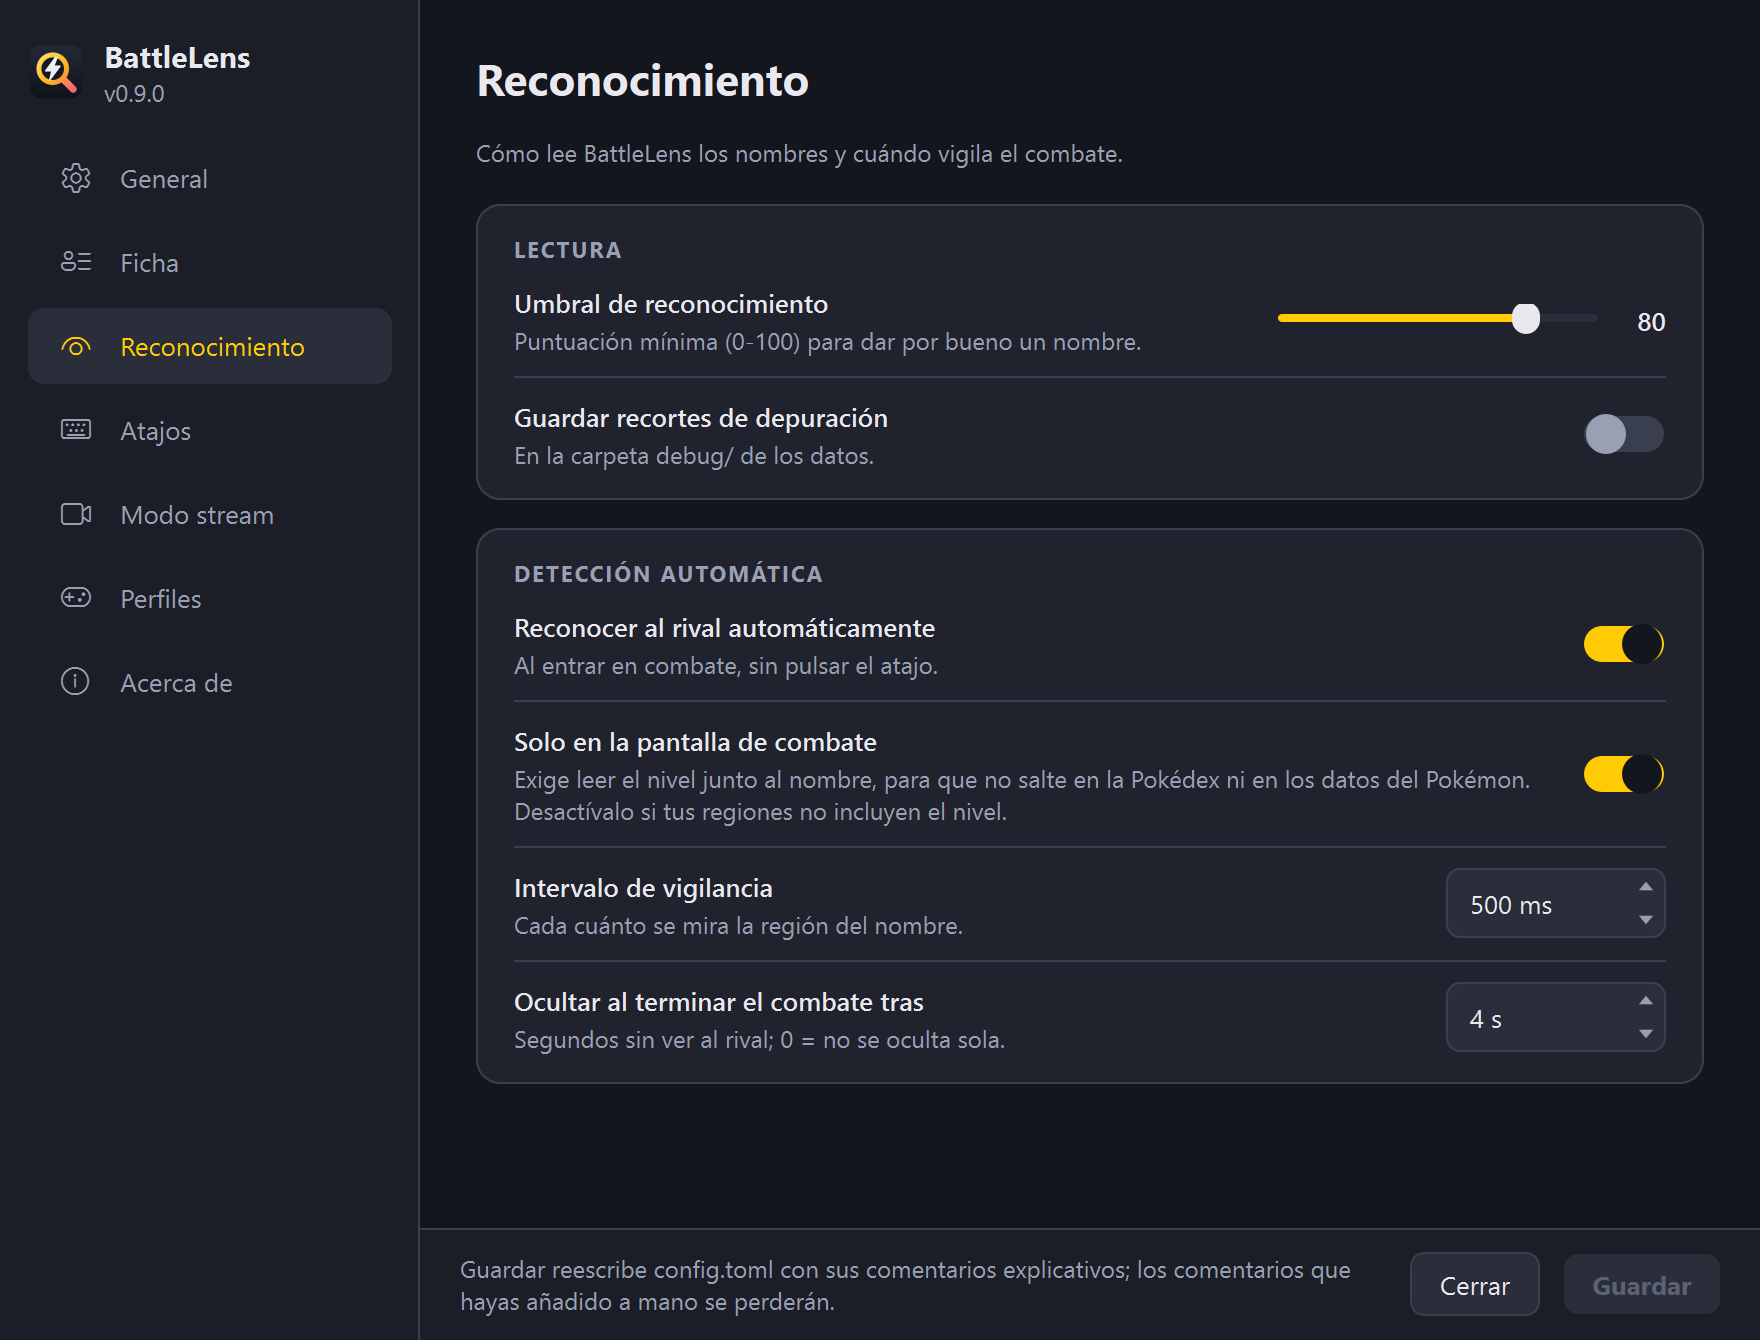 BattleLens
v0.9.0
General
Ficha
Reconocimiento
Atajos
Modo stream
Perfiles
Acerca de
Reconocimiento
Cómo lee BattleLens los nombres y cuándo vigila el combate.
LECTURA
Umbral de reconocimiento
Puntuación mínima (0-100) para dar por bueno un nombre.
80
Guardar recortes de depuración
En la carpeta debug/ de los datos.
DETECCIÓN AUTOMÁTICA
Reconocer al rival automáticamente
Al entrar en combate, sin pulsar el atajo.
Solo en la pantalla de combate
Exige leer el nivel junto al nombre, para que no salte en la Pokédex ni en los datos del Pokémon.
Desactívalo si tus regiones no incluyen el nivel.
Intervalo de vigilancia
Cada cuánto se mira la región del nombre.
500 ms
Ocultar al terminar el combate tras
Segundos sin ver al rival; 0 = no se oculta sola.
4 s
Guardar reescribe config.toml con sus comentarios explicativos; los comentarios que
hayas añadido a mano se perderán.
Cerrar
Guardar